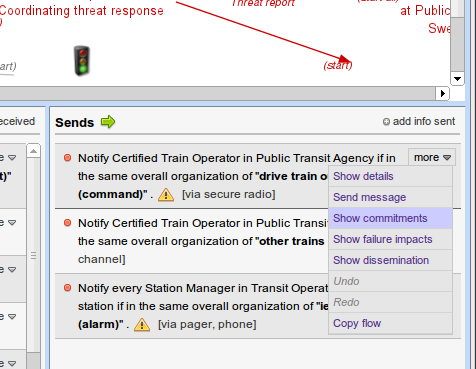 Coordinating threat response
Threat report
(start)
at Public
Swe
art)
eceived
Sends
add info sent
Notify Certified Train Operator in Public Transit Agency if in
the same overall organization of "drive train o
(command)" . [via secure radio]
more
Show details
Send message
Show commitments
Show failure impacts
Show dissemination
Undo
Redo
Copy flow
Notify Certified Train Operator in Public Transit
the same overall organization of "other trains
channel]
Notify every Station Manager in Transit Operat
station if in the same overall organization of "ie
(alarm)" . [via pager, phone]
e
t)"
e
e
e